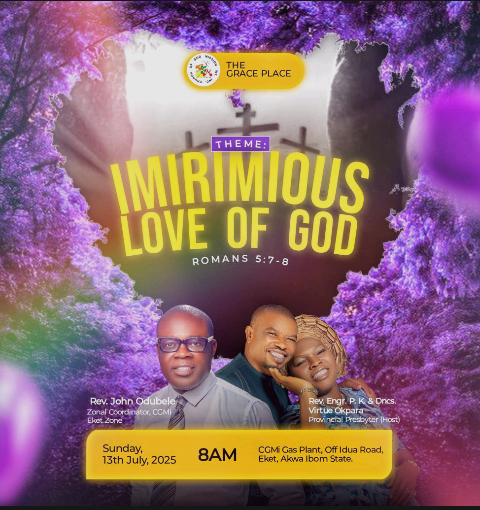 THE
GRACE PLACE
THEME:
IMIRIMIOUS
LOVE OF GOD
ROMANS 5:7-8
Rev. John Odubele
Zonal Coordinator, CGMi
Eket Zone
Rev. Engr. P. K. & Dncs.
Virtue Okpara
Provincial Presbyter (Host)
Sunday,
13th July, 2025
8AM
CGMi Gas Plant, Off Idua Road,
Eket, Akwa Ibom State.